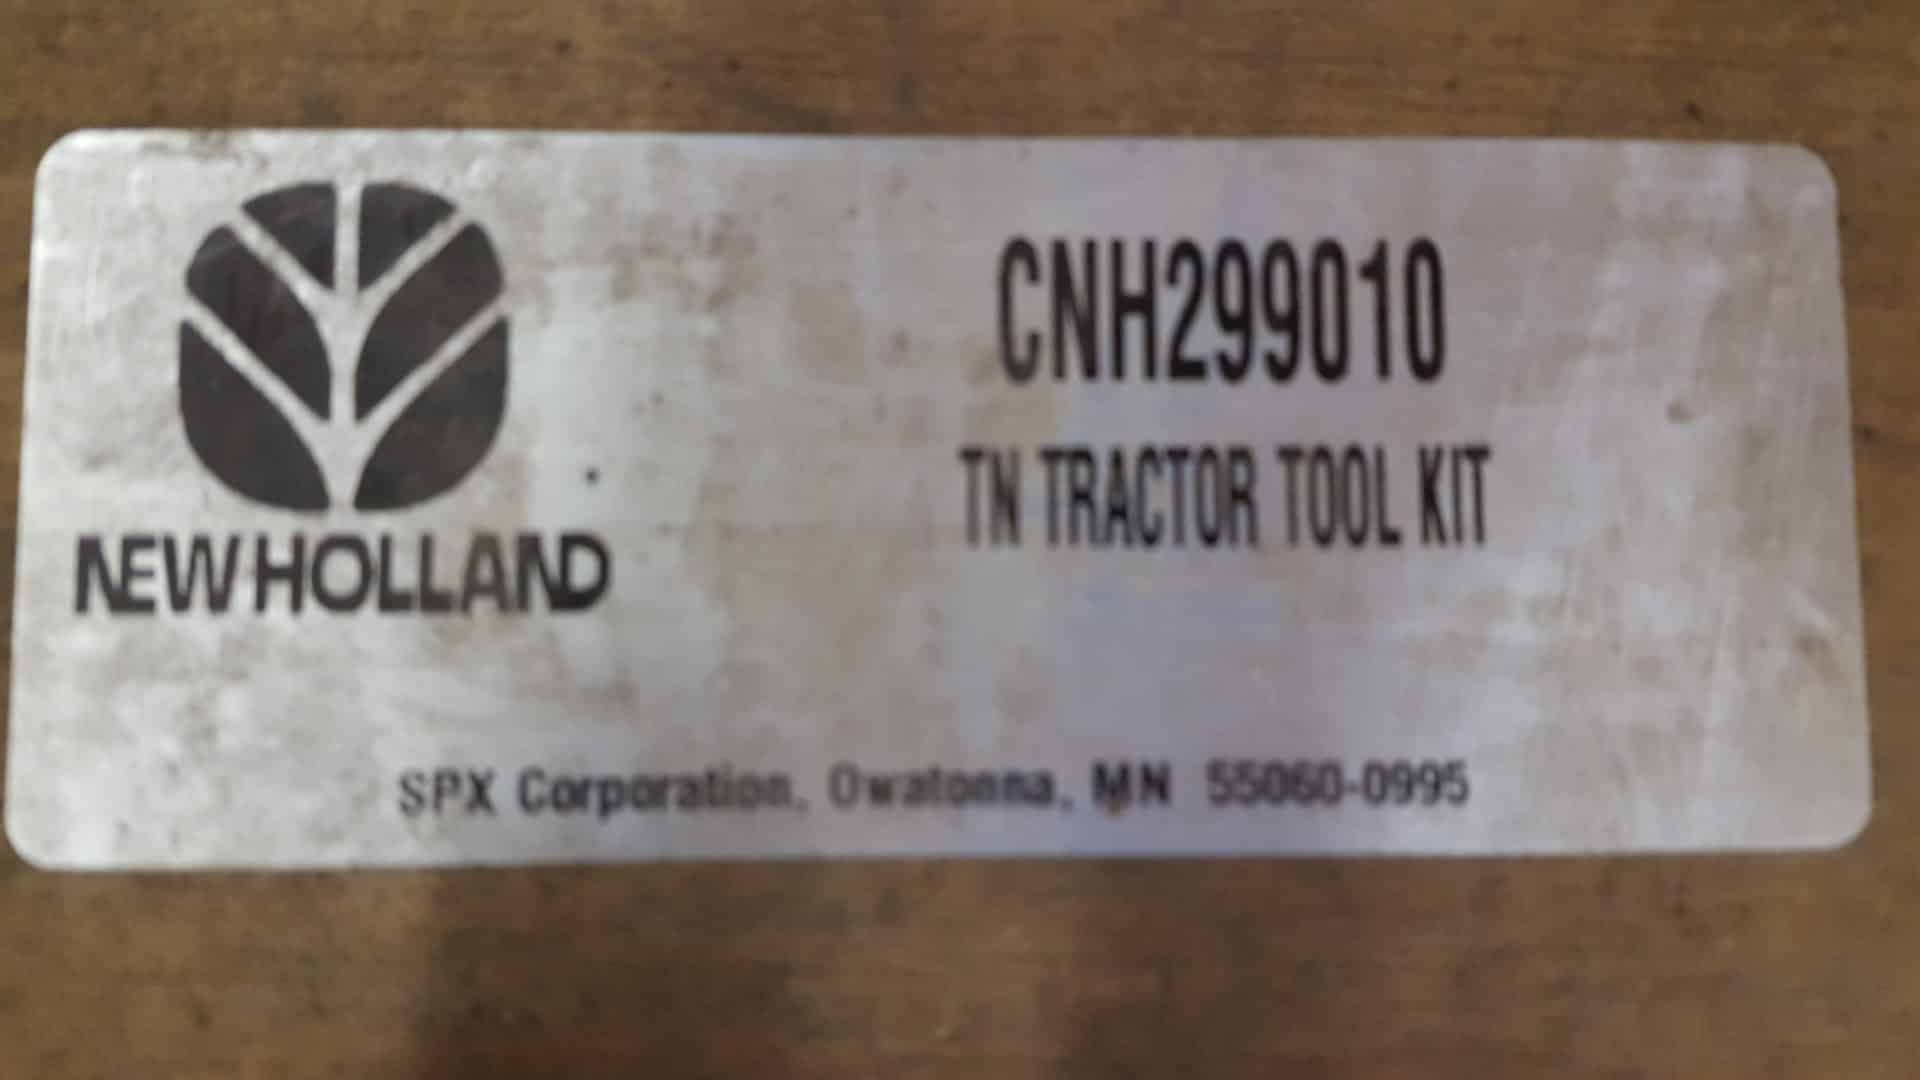 CNH299010
TN TRACTOR TOOL KIT
NEW HOLLAND
SPX Corporation, Owatonna, MN 55060-0995